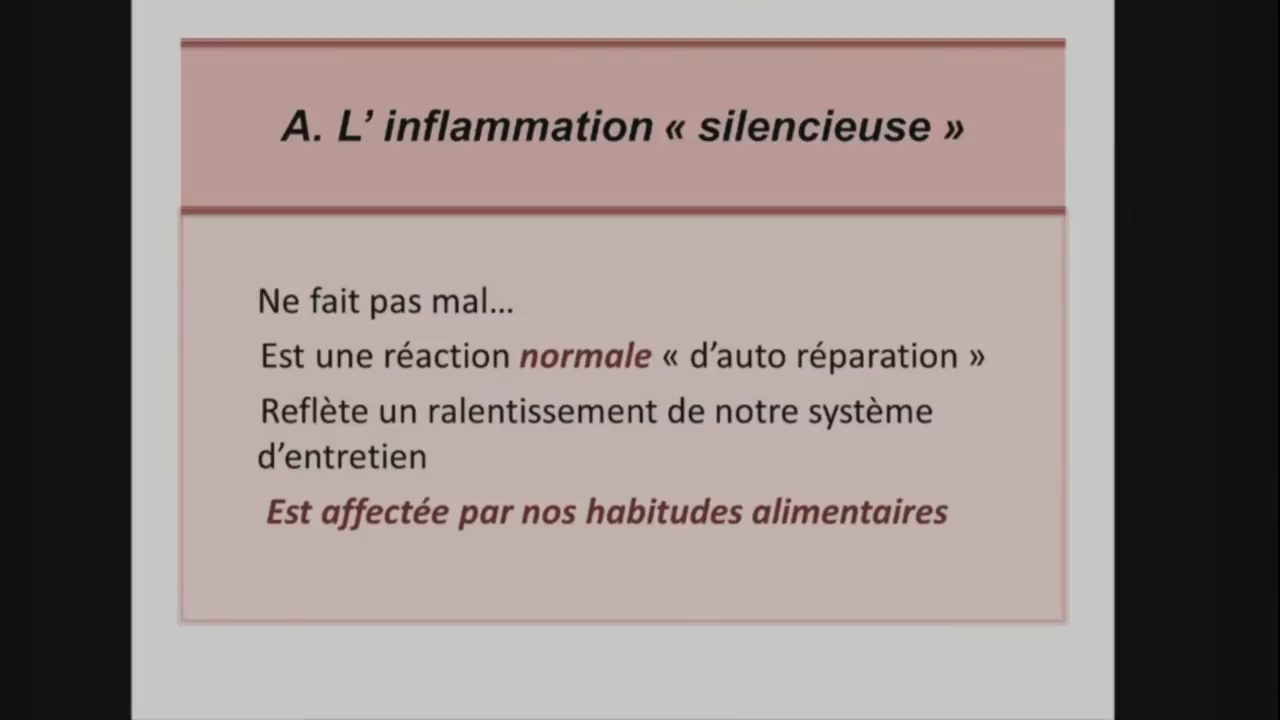 A. L’ inflammation « silencieuse »
Ne fait pas mal...
Est une réaction normale « d’auto réparation »
Reflète un ralentissement de notre système
d’entretien
Est affectée par nos habitudes alimentaires